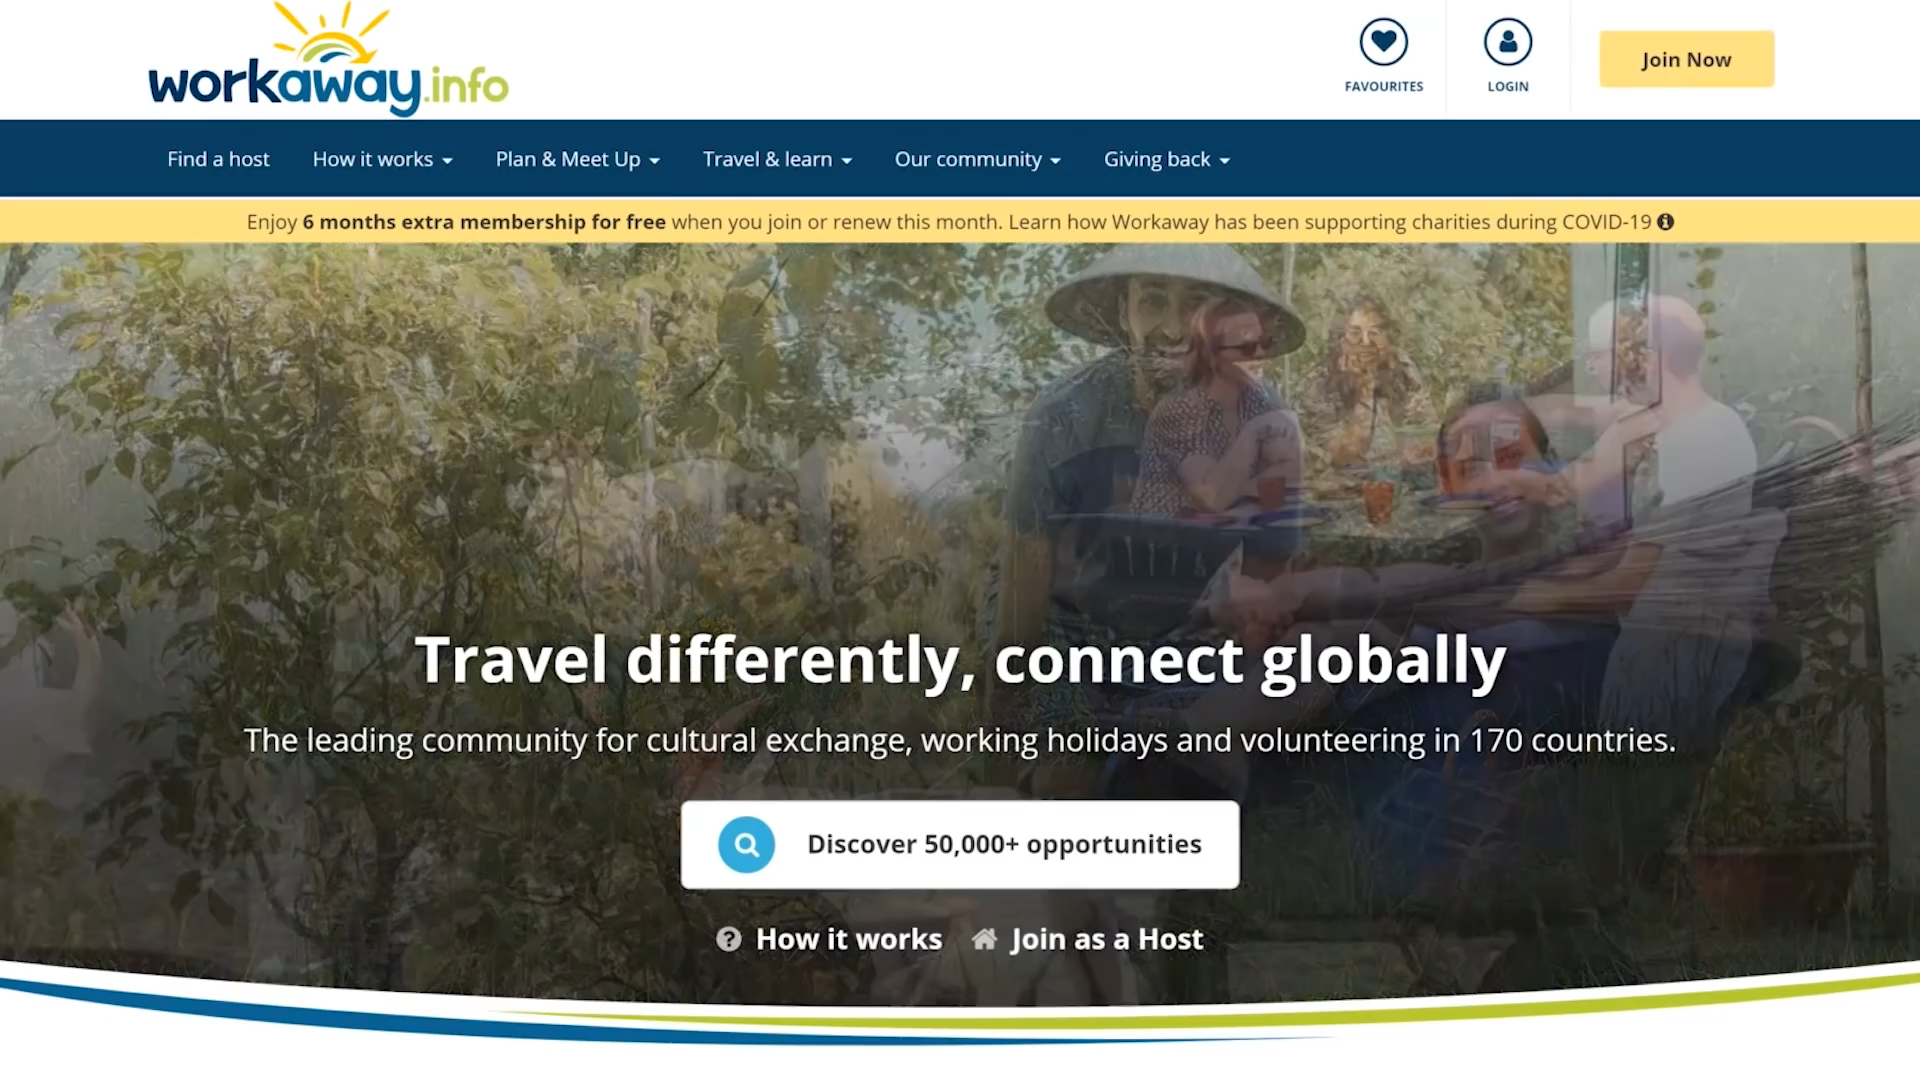 workaway.info
FAVOURITES
LOGIN
Join Now
Find a host
How it works
Plan & Meet Up
Travel & learn
Our community
Giving back
Enjoy 6 months extra membership for free when you join or renew this month. Learn how Workaway has been supporting charities during COVID-19
Travel differently, connect globally
The leading community for cultural exchange, working holidays and volunteering in 170 countries.
Discover 50,000+ opportunities
How it works
Join as a Host